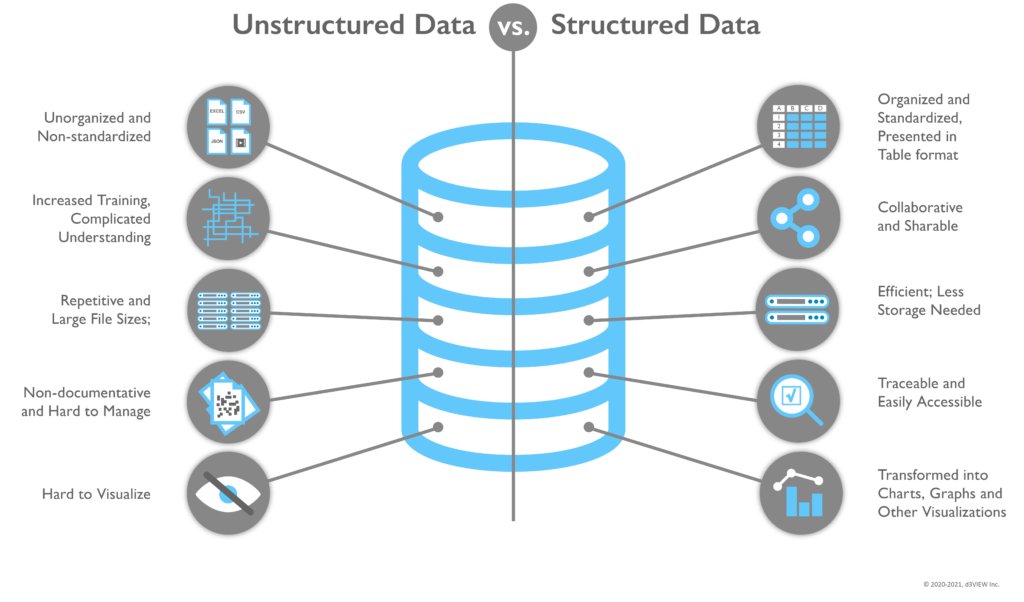 Unstructured Data vs. Structured Data
Unorganized and
Non-standardized
EXCEL
CSV
JSON
Increased Training,
Complicated
Understanding
Repetitive and
Large File Sizes;
Non-documentative
and Hard to Manage
Hard to Visualize
A B C D
1
2
3
4
Organized and
Standardized,
Presented in
Table format
Collaborative
and Sharable
Efficient; Less
Storage Needed
Traceable and
Easily Accessible
Transformed into
Charts, Graphs and
Other Visualizations
© 2020-2021, d3VIEW Inc.